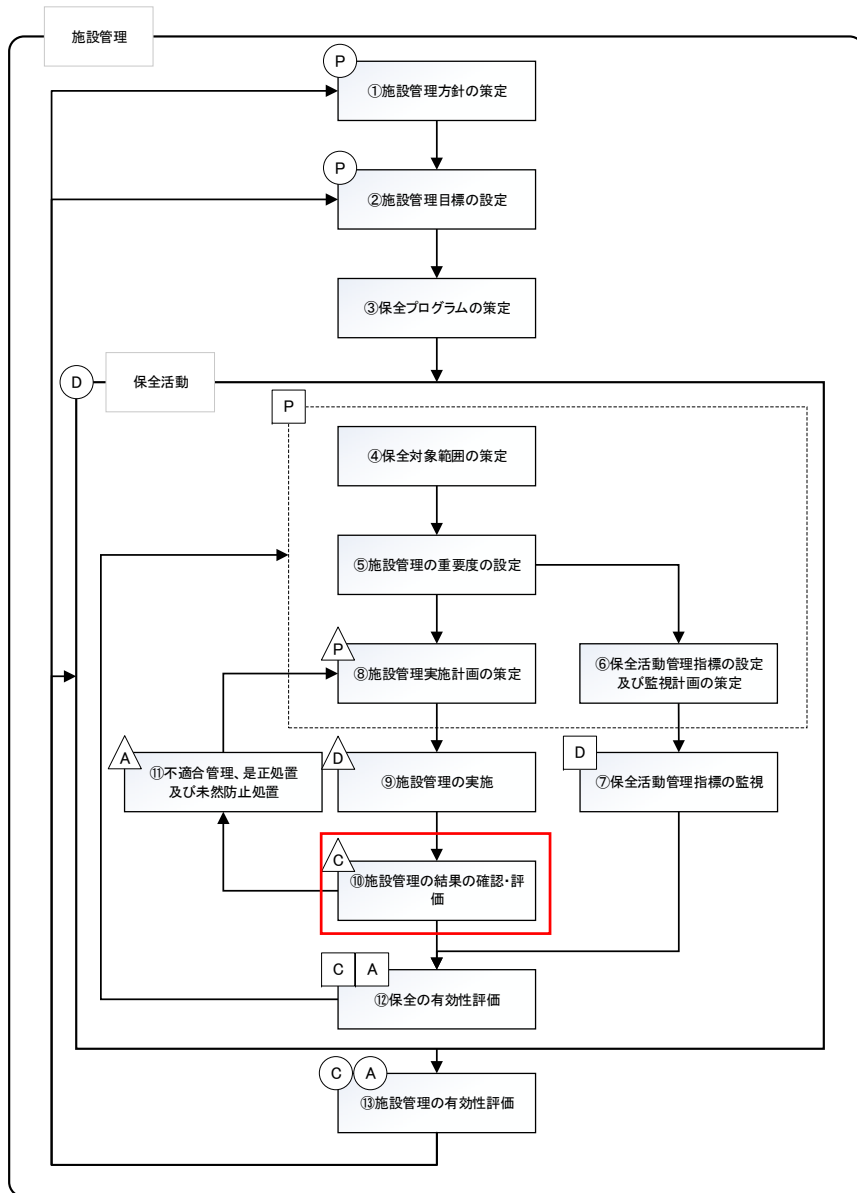 施設管理
P
①施設管理方針の策定
P
②施設管理目標の設定
③保全プログラムの策定
D
保全活動
P
④保全対象範囲の策定
⑤施設管理の重要度の設定
P
⑧施設管理実施計画の策定
⑥保全活動管理指標の設定
及び監視計画の策定
A
⑪不適合管理、是正処置
及び未然防止処置
D
⑨施設管理の実施
D
⑦保全活動管理指標の監視
C
⑩施設管理の結果の確認・評
価
C A
⑫保全の有効性評価
C A
⑬施設管理の有効性評価